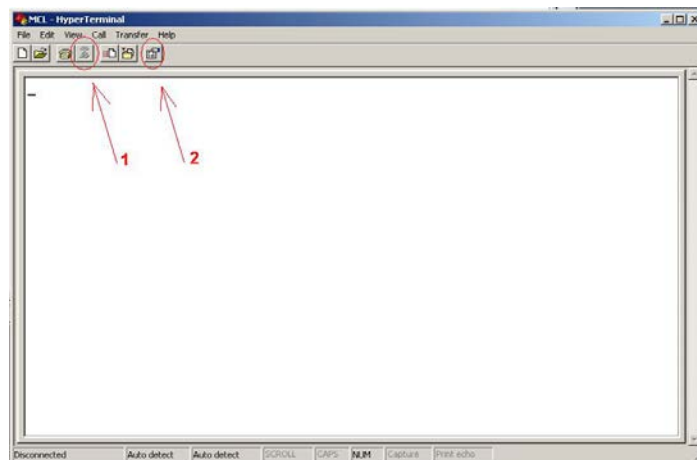 MCL - HyperTerminal
File Edit View Call Transfer Help
1
2
Disconnected Auto detect Auto detect SCROLL CAPS NUM Capture Print echo